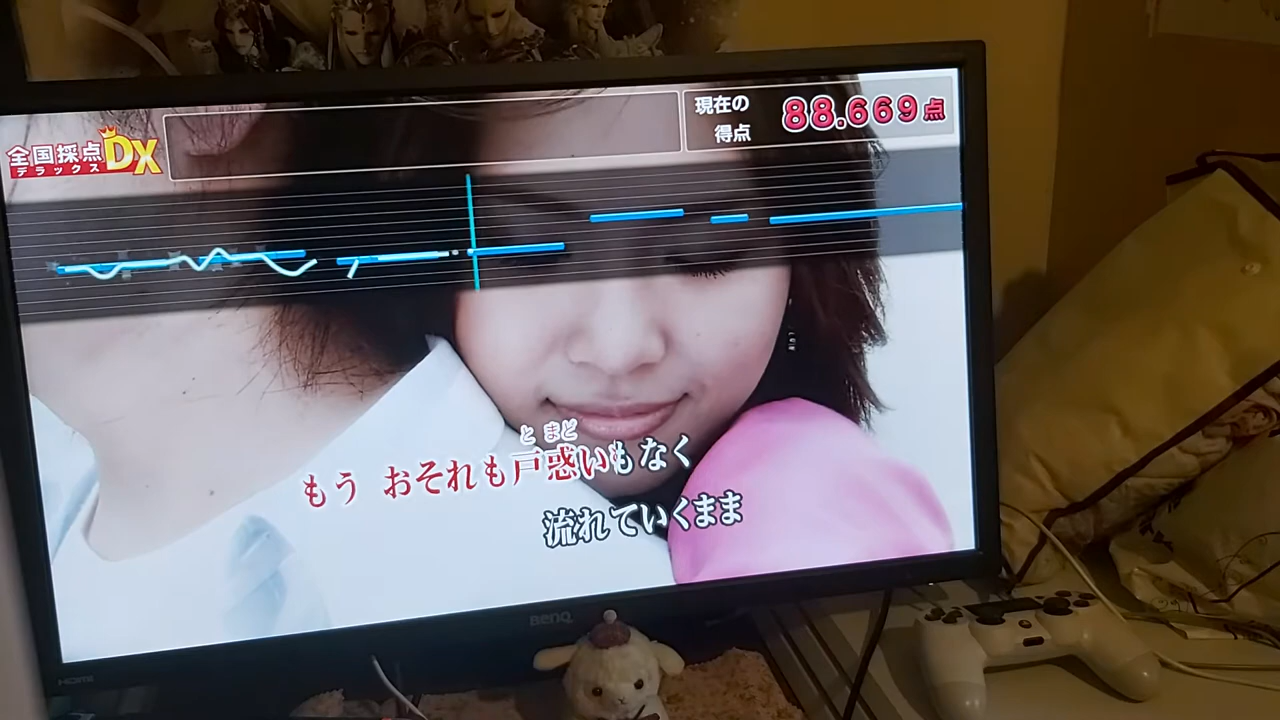 現在の
得点
88.669点
全国採点DX
デラックス
とまど
もう おそれも戸惑いもなく
流れていくまま
BenQ
HDMI